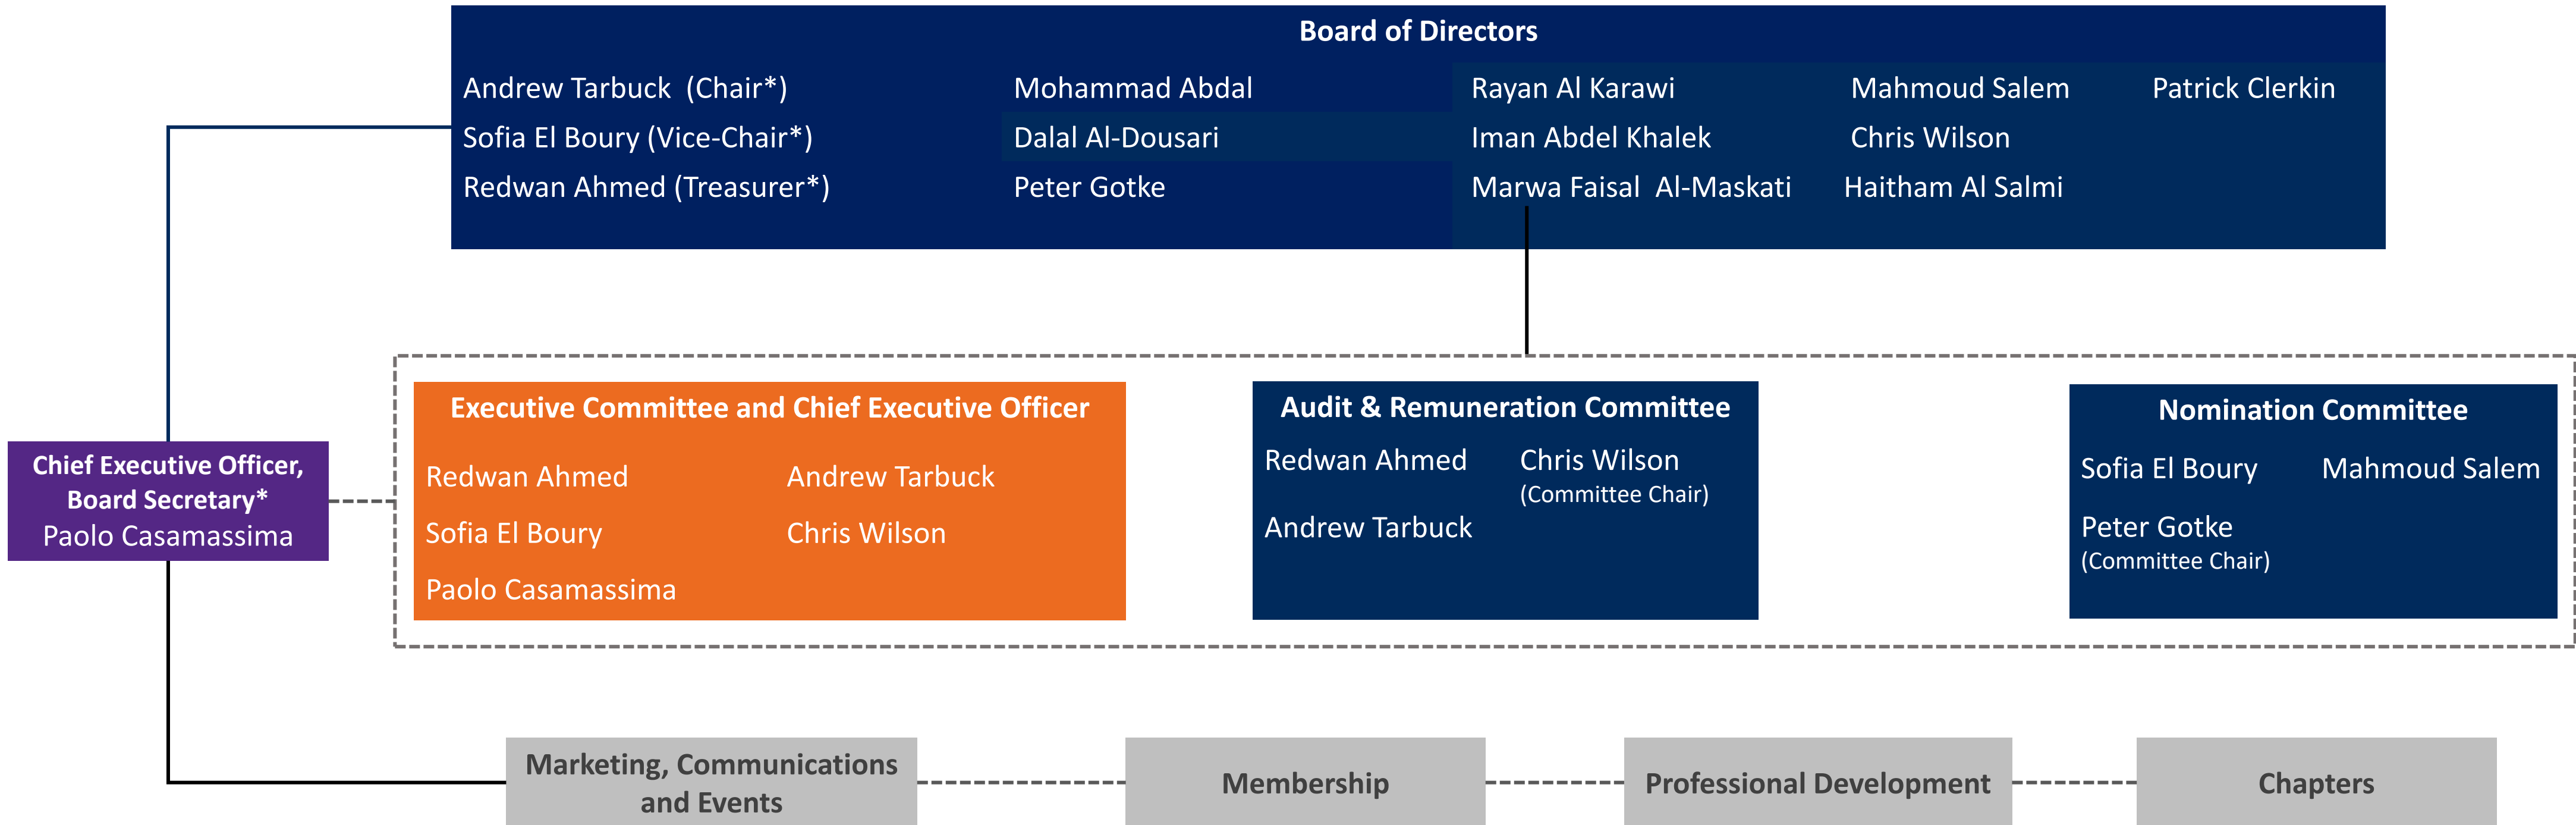 Board of Directors
Andrew Tarbuck (Chair*) Mohammad Abdal Rayan Al Karawi Mahmoud Salem Patrick Clerkin
Sofia El Boury (Vice-Chair*) Dalal Al-Dousari Iman Abdel Khalek Chris Wilson
Redwan Ahmed (Treasurer*) Peter Gotke Marwa Faisal Al-Maskati Haitham Al Salmi
Chief Executive Officer,
Board Secretary*
Paolo Casamassima
Executive Committee and Chief Executive Officer
Redwan Ahmed Andrew Tarbuck
Sofia El Boury Chris Wilson
Paolo Casamassima
Audit & Remuneration Committee
Redwan Ahmed Chris Wilson
(Committee Chair)
Andrew Tarbuck
Nomination Committee
Sofia El Boury Mahmoud Salem
Peter Gotke
(Committee Chair)
Marketing, Communications
and Events
Membership
Professional Development
Chapters